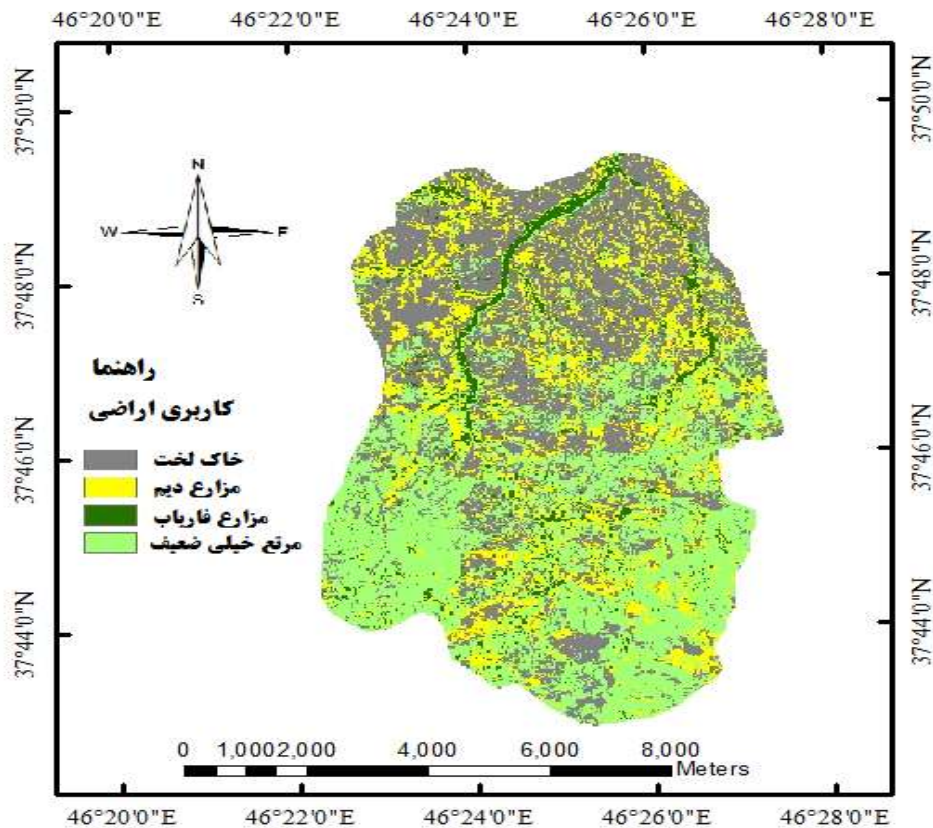 46°20'0"E 46°22'0"E 46°24'0"E 46°26'0"E 46°28'0"E
37°50'0"N 37°50'0"N
N
W E
S
37°48'0"N 37°48'0"N
راهنما
کاربری اراضی
خاک لخت
مزارع دیم
مزارع فاریاب
مرتع خیلی ضعیف
37°46'0"N 37°46'0"N
37°44'0"N 37°44'0"N
0 1,000 2,000 4,000 6,000 8,000
Meters
46°20'0"E 46°22'0"E 46°24'0"E 46°26'0"E 46°28'0"E